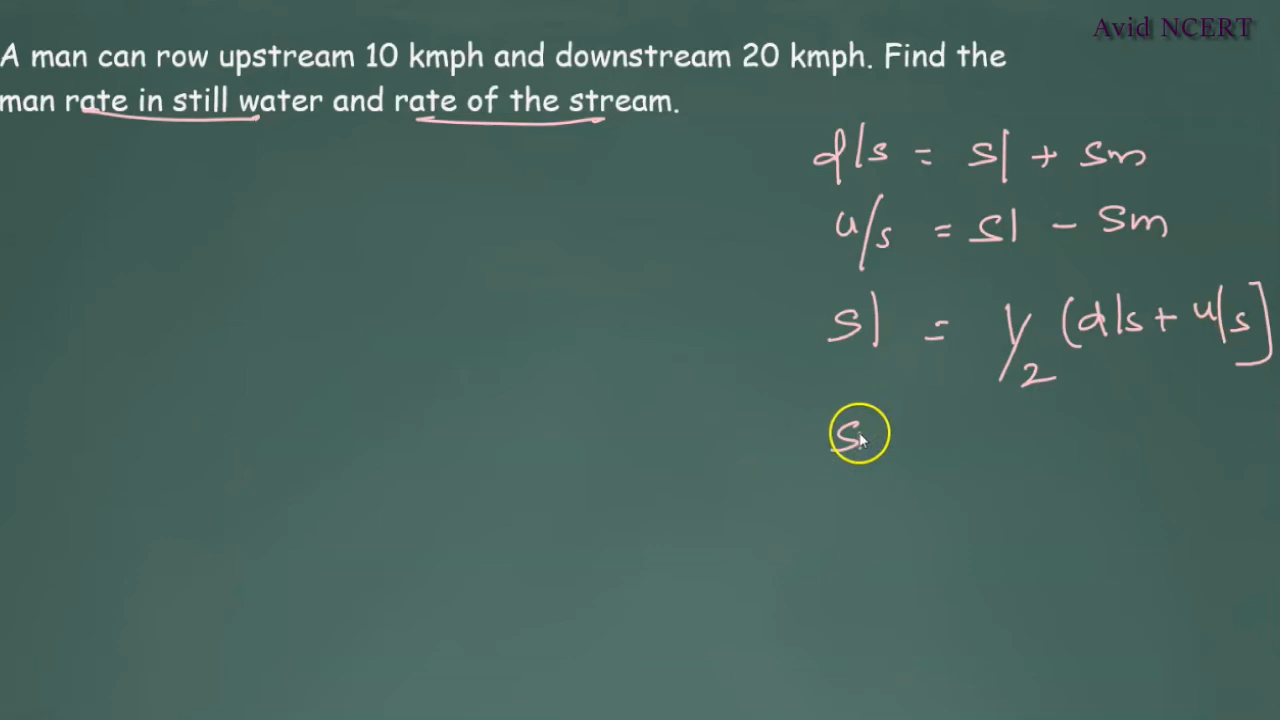 Avid NCERT
A man can row upstream 10 kmph and downstream 20 kmph. Find the
man rate in still water and rate of the stream.
d/s = sl + sm
u/s = sl - sm
sl = 1/2 (d/s + u/s]
s